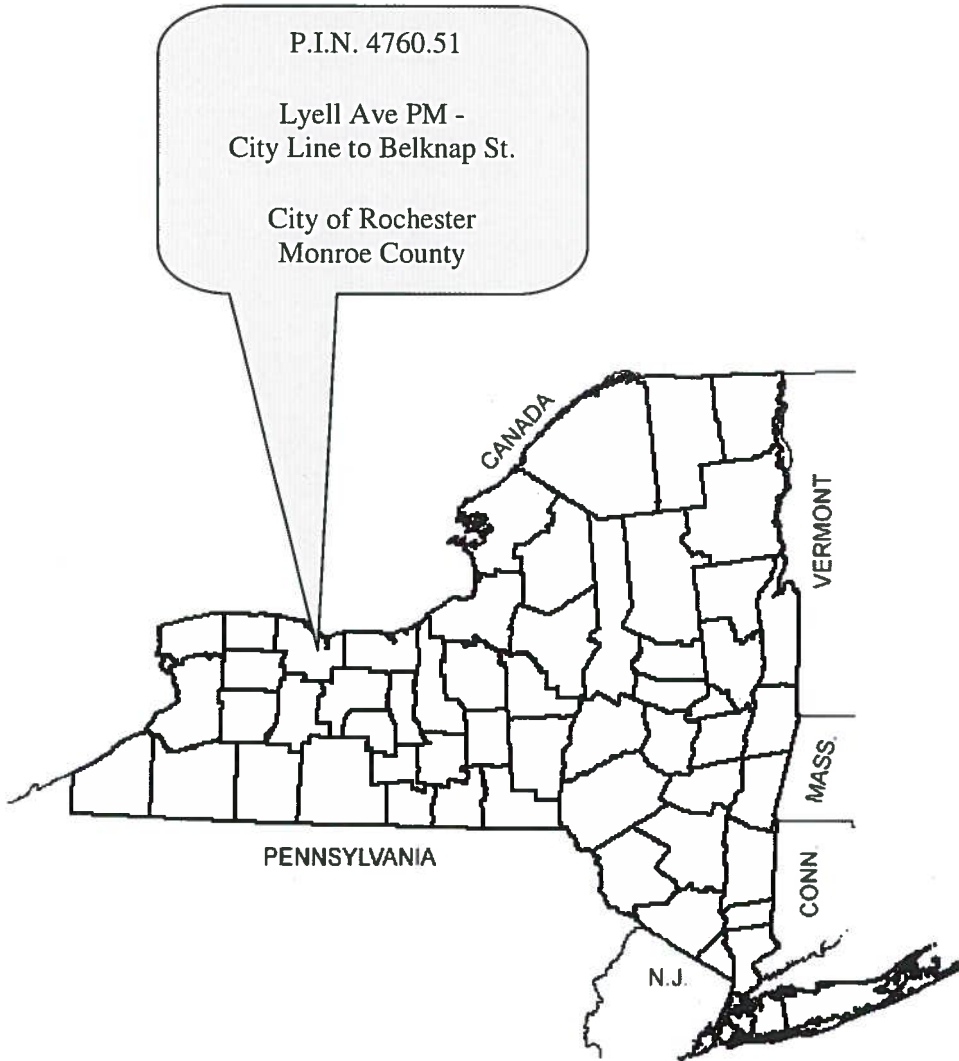 P.I.N. 4760.51
Lyell Ave PM -
City Line to Belknap St.
City of Rochester
Monroe County
CANADA
VERMONT
MASS.
PENNSYLVANIA
CONN.
N.J.